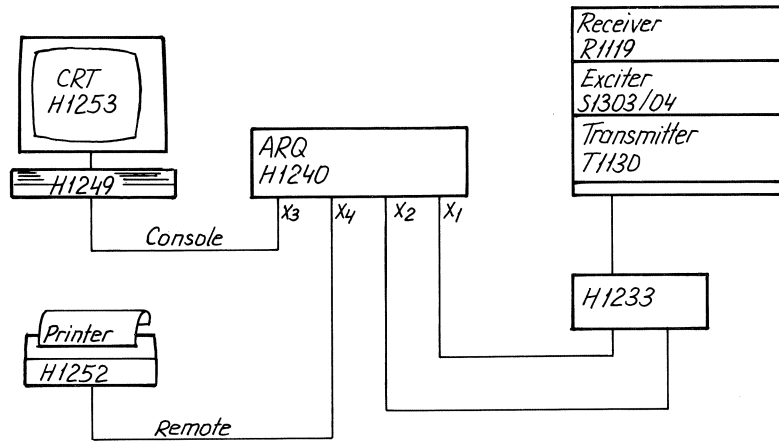 CRT
H1253
H1249
Console
Printer
H1252
Remote
ARQ
H1240
X3
X4
X2
X1
Receiver
R1119
Exciter
S1303/04
Transmitter
T1130
H1233